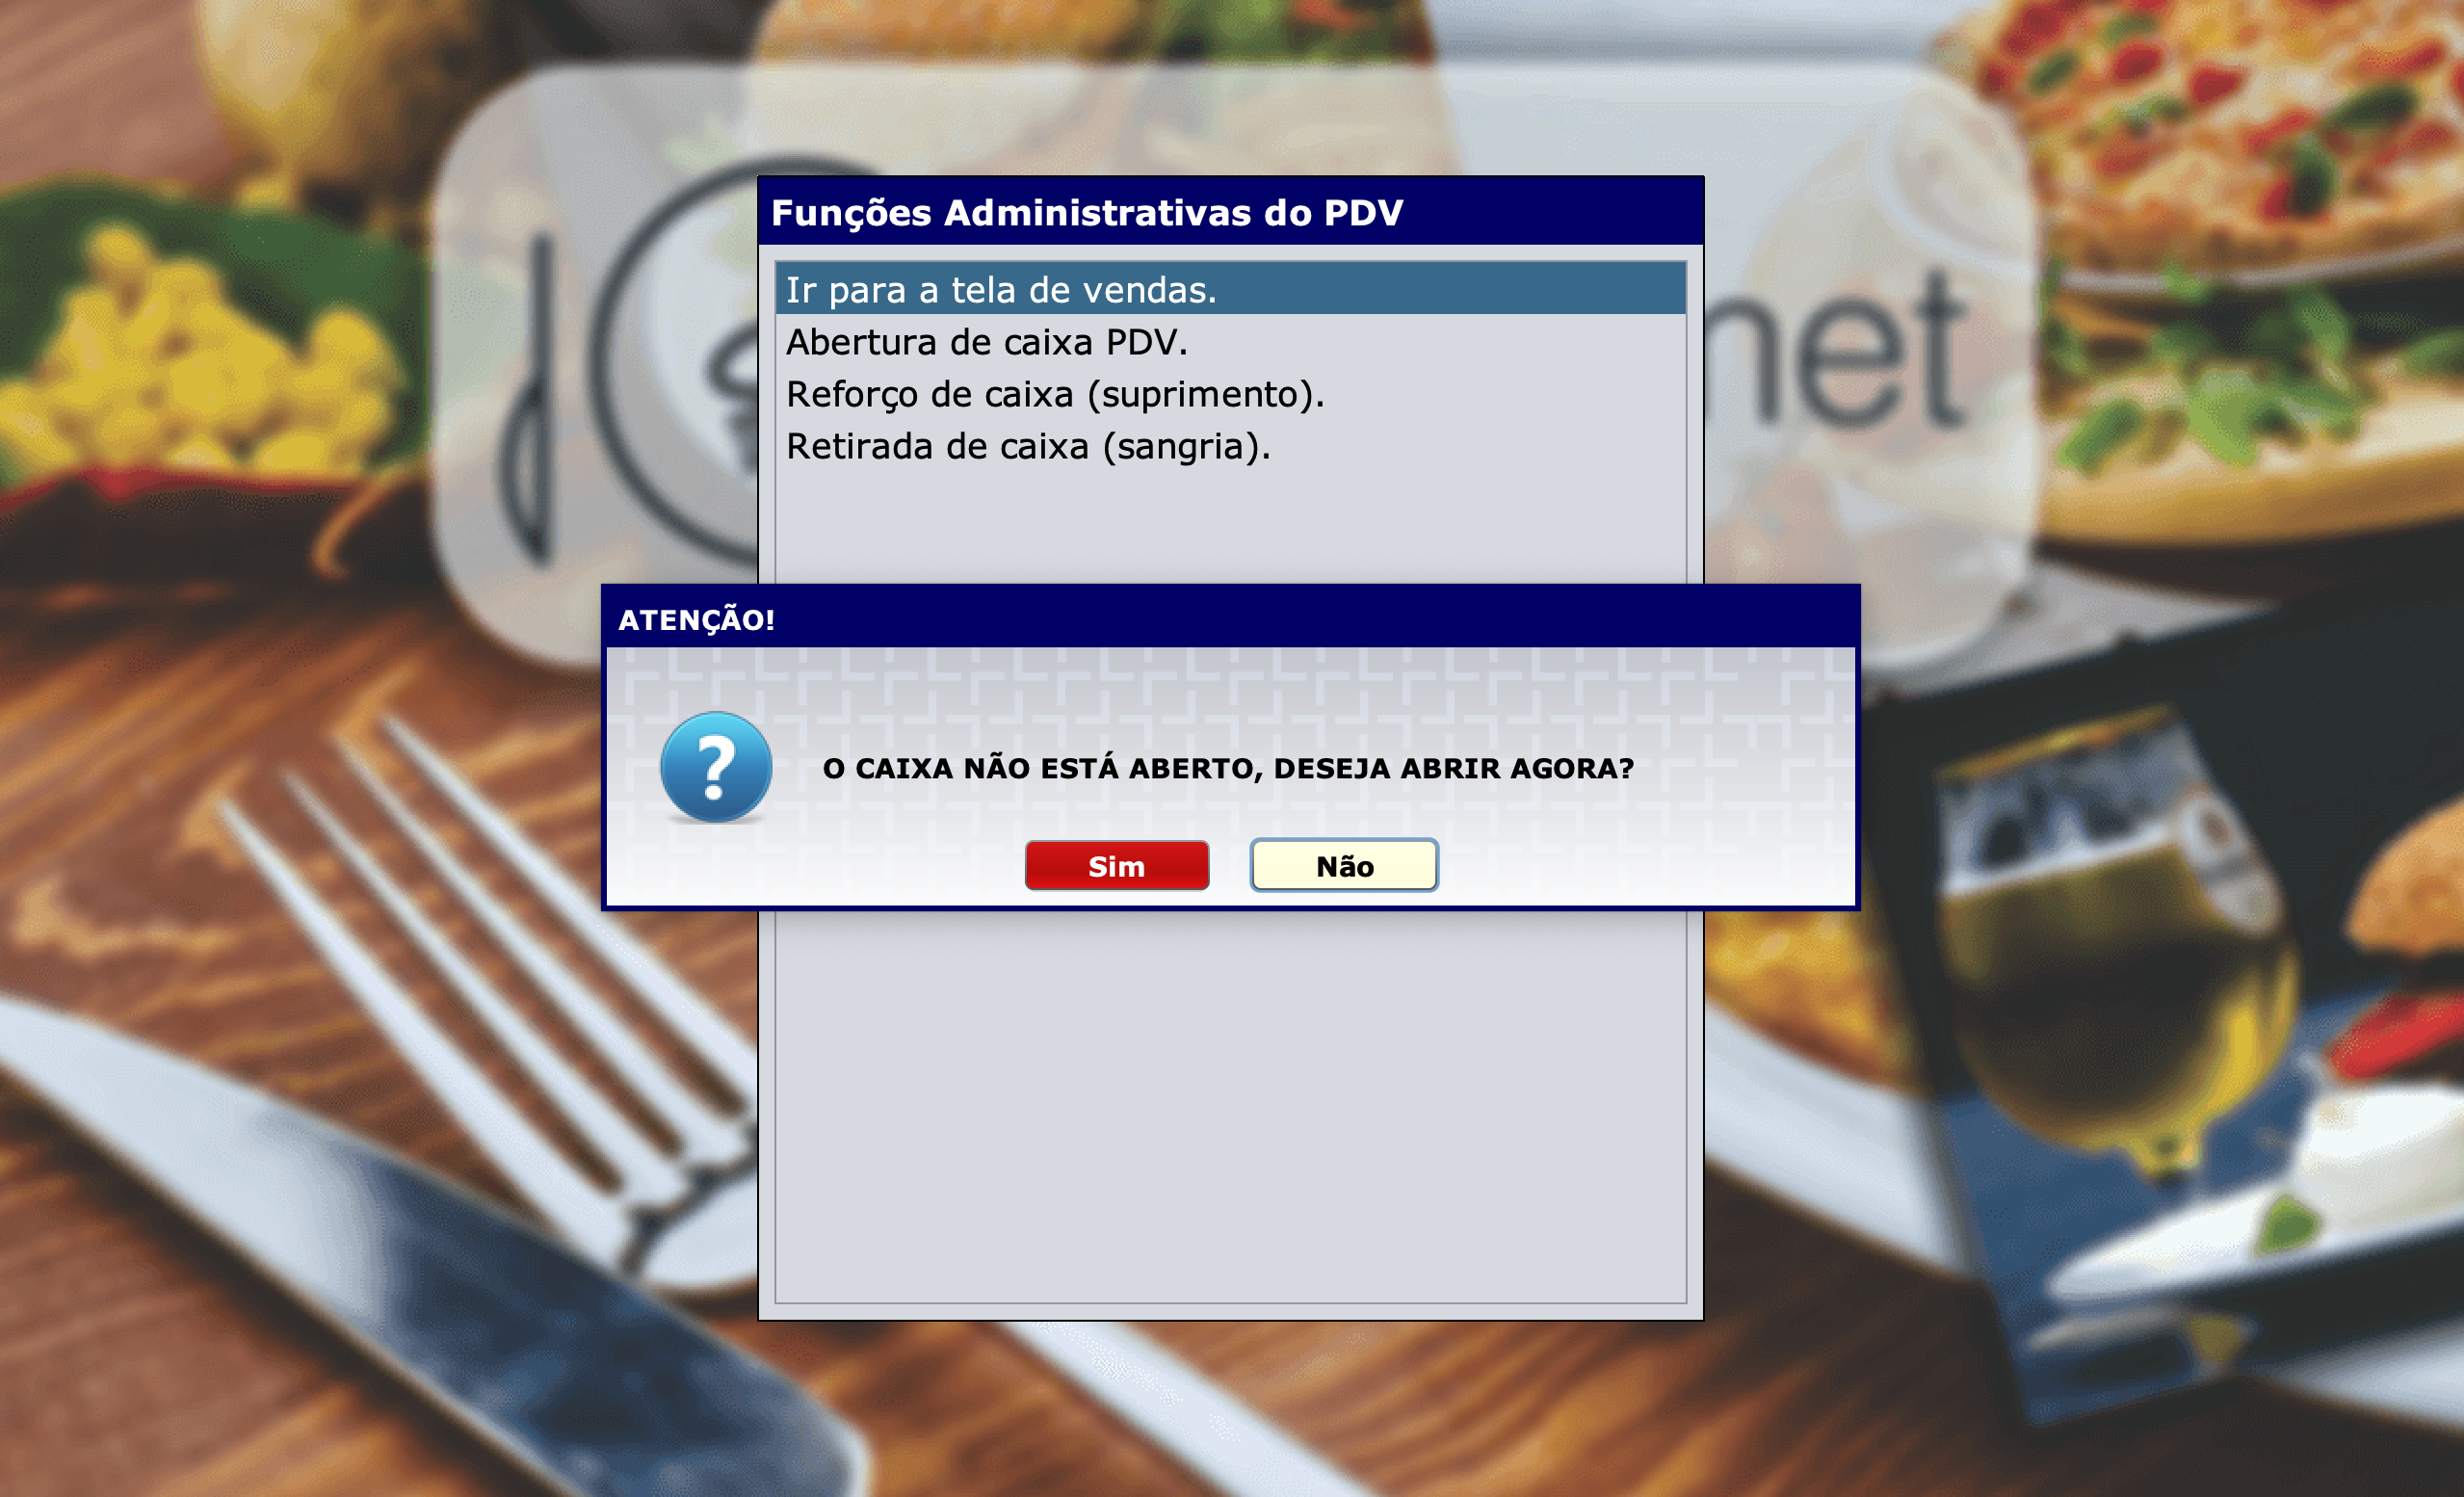 Funções Administrativas do PDV
Ir para a tela de vendas.
Abertura de caixa PDV.
Reforço de caixa (suprimento).
Retirada de caixa (sangria).
net
ATENÇÃO!
?
O CAIXA NÃO ESTÁ ABERTO, DESEJA ABRIR AGORA?
Sim
Não